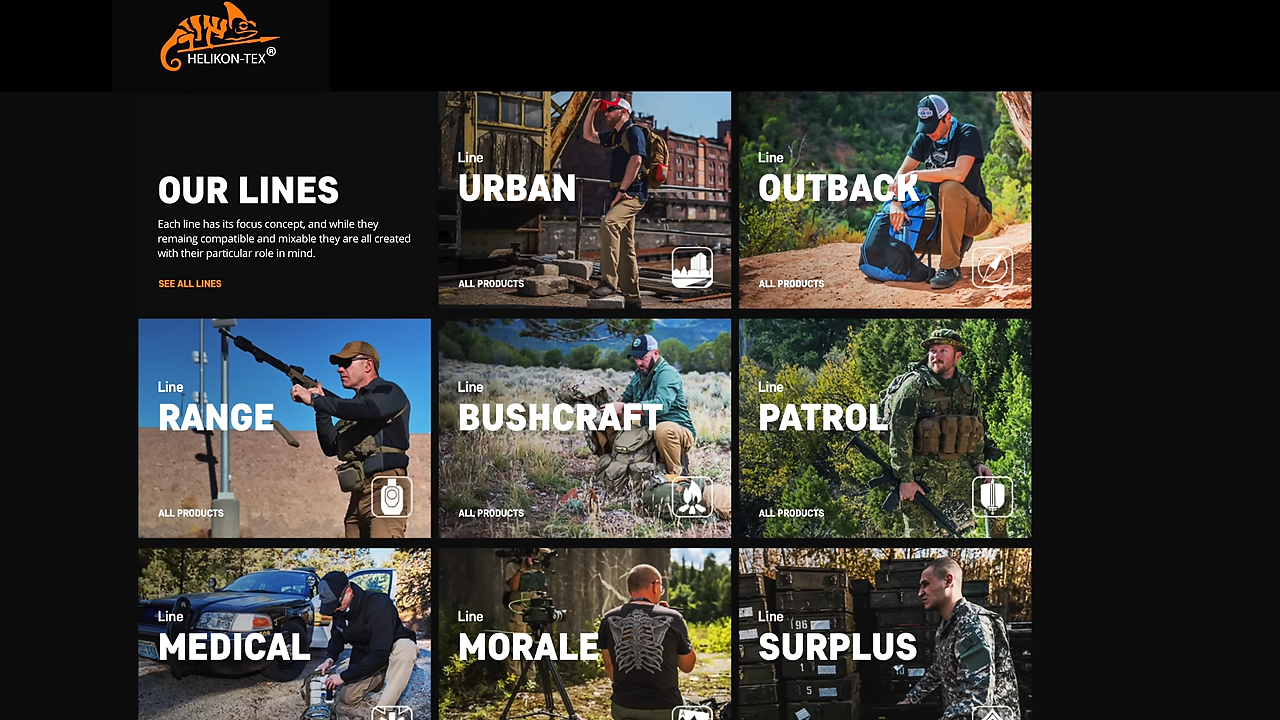 HELIKON-TEX®
OUR LINES
Each line has its focus concept, and while they
remaing compatible and mixable they are all created
with their particular role in mind.
SEE ALL LINES
Line
URBAN
ALL PRODUCTS
Line
OUTBACK
ALL PRODUCTS
Line
RANGE
ALL PRODUCTS
Line
BUSHCRAFT
ALL PRODUCTS
Line
PATROL
ALL PRODUCTS
Line
MEDICAL
Line
MORALE
Line
SURPLUS
96
5